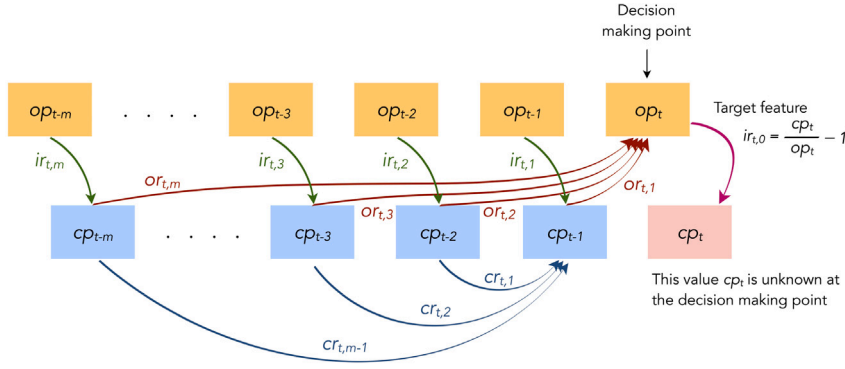 Decision
making point
op_{t-m} . . . . op_{t-3} op_{t-2} op_{t-1} op_t
Target feature
ir_{t,0} = \frac{cp_t}{op_t} - 1
ir_{t,m} ir_{t,3} ir_{t,2} ir_{t,1}
or_{t,m} or_{t,3} or_{t,2} or_{t,1}
cp_{t-m} . . . . cp_{t-3} cp_{t-2} cp_{t-1} cp_t
This value cp_t is unknown at
the decision making point
cr_{t,1}
cr_{t,2}
cr_{t,m-1}